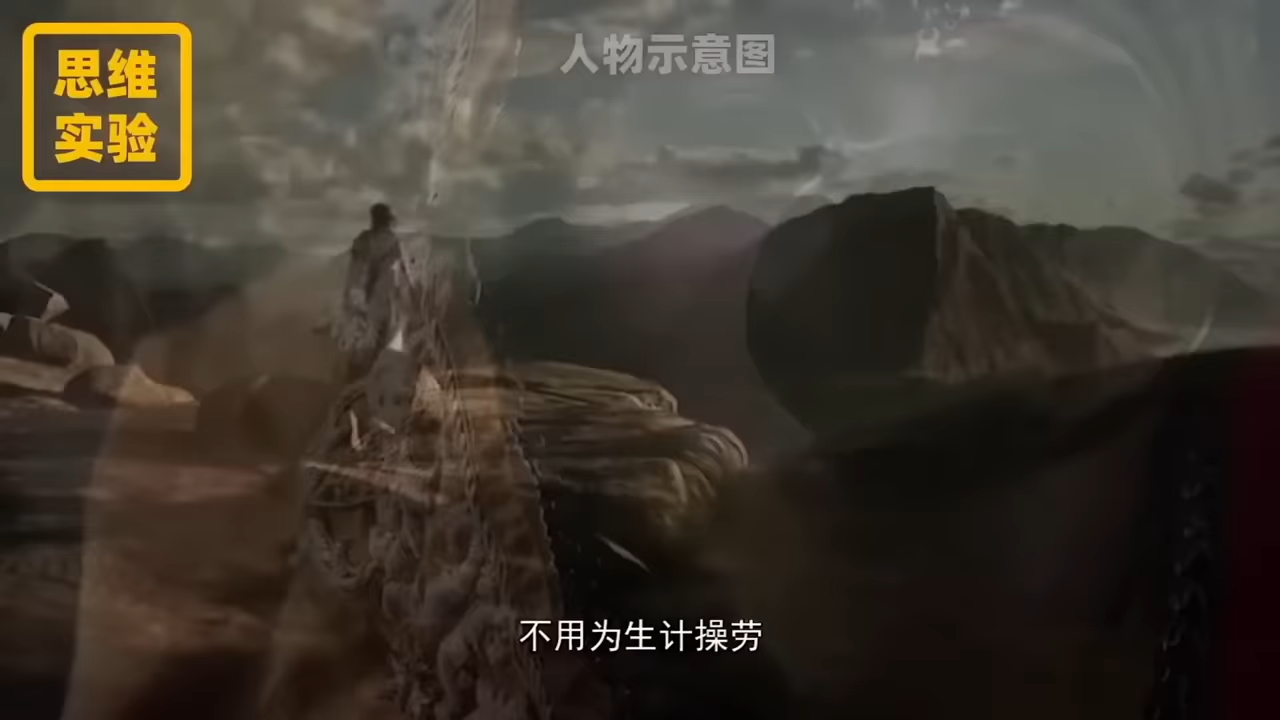 思维
实验
人物示意图
不用为生计操劳